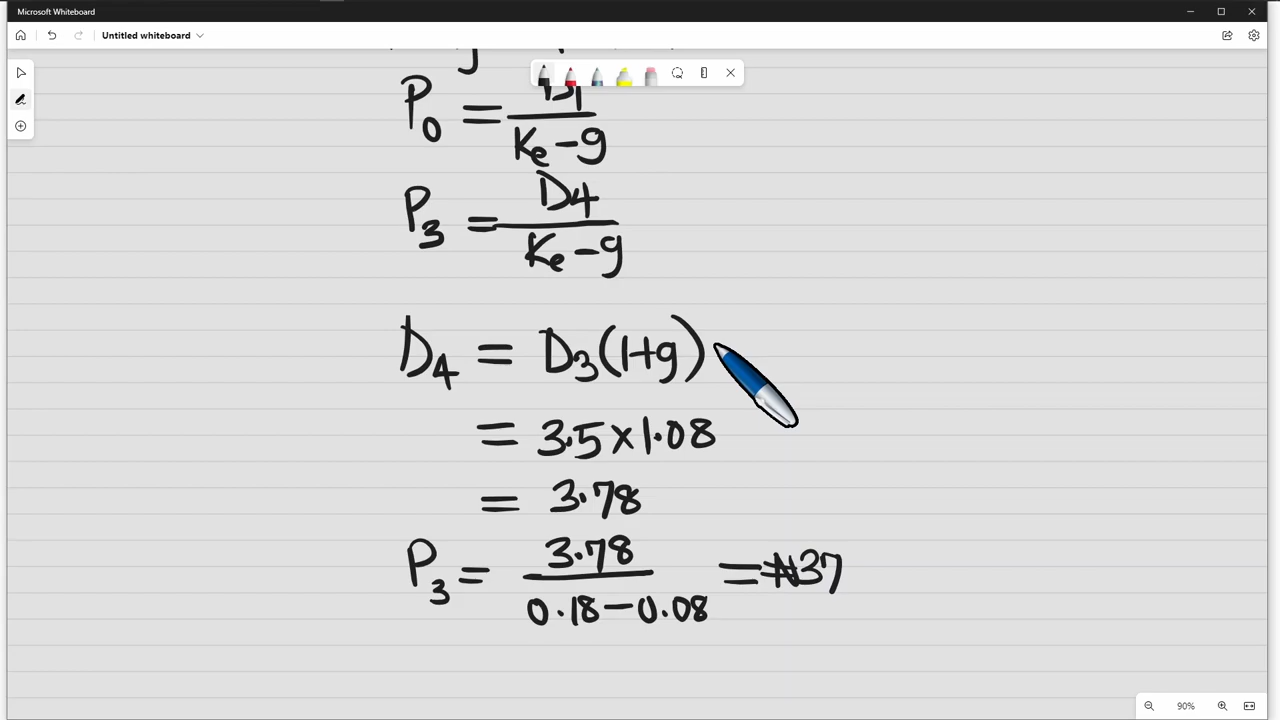 Microsoft Whiteboard
Untitled whiteboard
P₀ = D₁ / Ke − g
P₃ = D4 / Ke − g
D₄ = D₃(1+g)
= 3.5 × 1.08
= 3.78
P₃ = 3.78 / 0.18 − 0.08 = ₦37
90%